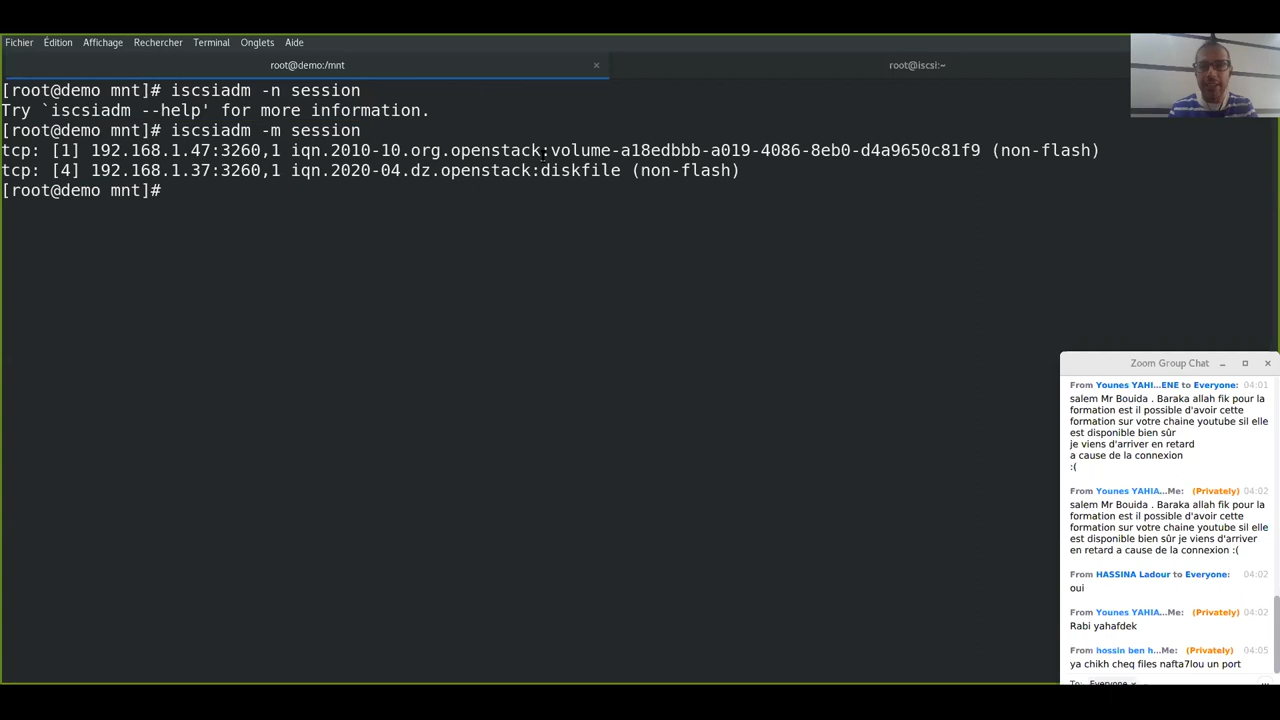 Fichier Édition Affichage Rechercher Terminal Onglets Aide
root@demo:/mnt × root@iscsi:~
[root@demo mnt]# iscsiadm -n session
Try `iscsiadm --help' for more information.
[root@demo mnt]# iscsiadm -m session
tcp: [1] 192.168.1.47:3260,1 iqn.2010-10.org.openstack:volume-a18edbbb-a019-4086-8eb0-d4a9650c81f9 (non-flash)
tcp: [4] 192.168.1.37:3260,1 iqn.2020-04.dz.openstack:diskfile (non-flash)
[root@demo mnt]#
Zoom Group Chat
From Younes YAHI...ENE to Everyone: 04:01
salem Mr Bouida . Baraka allah fik pour la
formation est il possible d'avoir cette
formation sur votre chaine youtube sil elle
est disponible bien sûr
je viens d'arriver en retard
a cause de la connexion
:(
From Younes YAHIA...Me: (Privately) 04:02
salem Mr Bouida . Baraka allah fik pour la
formation est il possible d'avoir cette
formation sur votre chaine youtube sil elle
est disponible bien sûr je viens d'arriver
en retard a cause de la connexion :(
From HASSINA Ladour to Everyone: 04:02
oui
From Younes YAHIA...Me: (Privately) 04:02
Rabi yahafdek
From hossin ben h...Me: (Privately) 04:05
ya chikh cheq files nafta7lou un port
To: Everyone